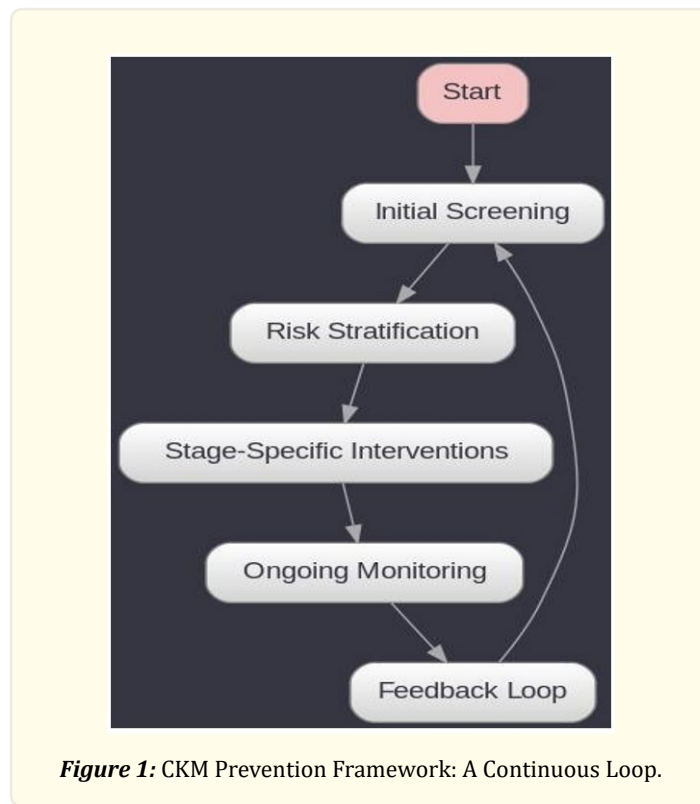 Start
Initial Screening
Risk Stratification
Stage-Specific Interventions
Ongoing Monitoring
Feedback Loop
Figure 1: CKM Prevention Framework: A Continuous Loop.